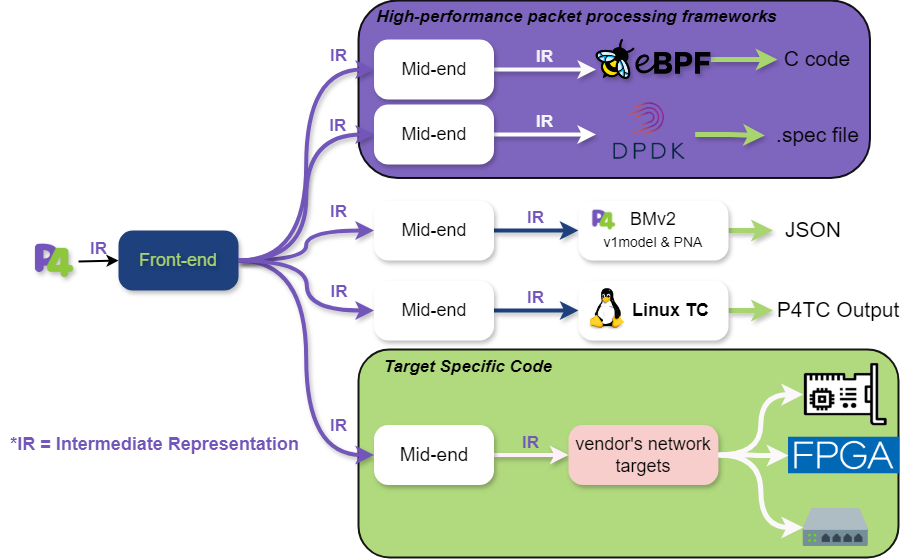 High-performance packet processing frameworks
IR
Mid-end
IR
eBPF
C code
IR
Mid-end
IR
DPDK
.spec file
IR
Mid-end
IR
P4
BMv2
v1model & PNA
JSON
P4
IR
Front-end
IR
Mid-end
IR
Linux TC
P4TC Output
Target Specific Code
IR
Mid-end
IR
vendor's network
targets
FPGA
*IR = Intermediate Representation